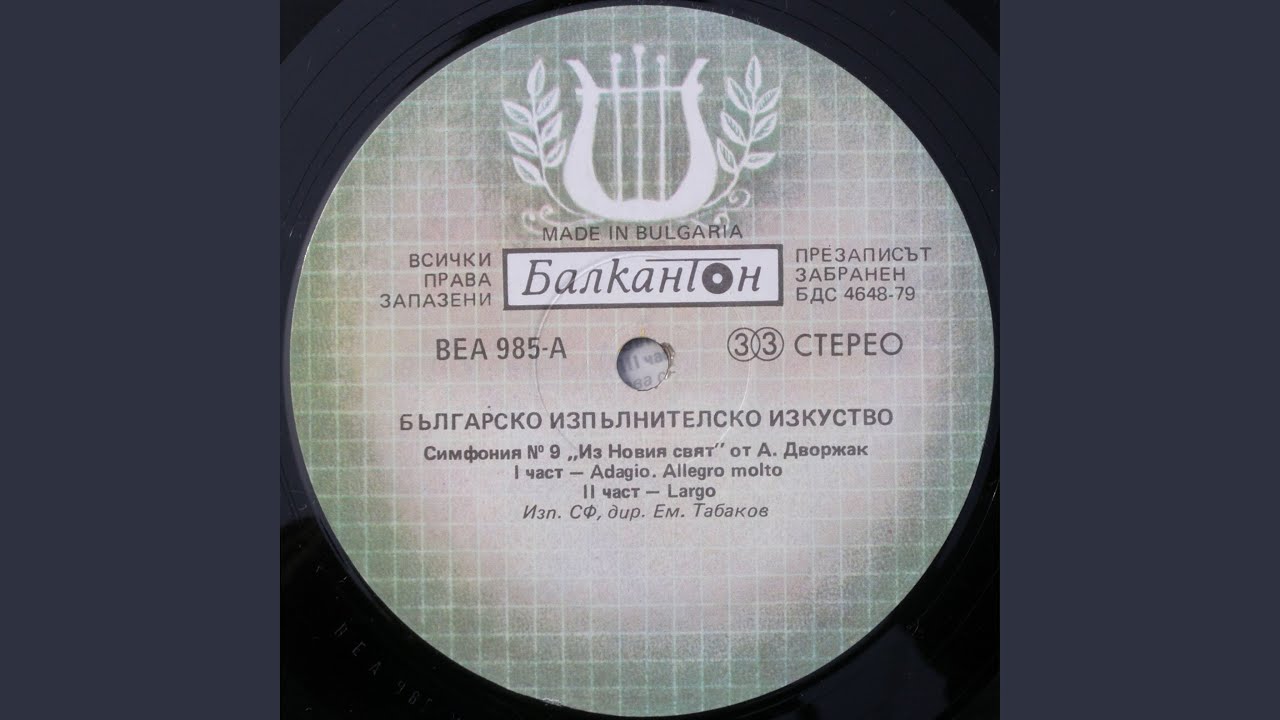 MADE IN BULGARIA
ВСИЧКИ
ПРАВА
ЗАПАЗЕНИ
Балкантон
ПРЕЗАПИСЪТ
ЗАБРАНЕН
БДС 4648-79
ВЕА 985-А
33 СТЕРЕО
II час
БЪЛГАРСКО ИЗПЪЛНИТЕЛСКО ИЗКУСТВО
Симфония № 9 „Из Новия свят" от А. Дворжак
I част — Adagio. Allegro molto
II част — Largo
Изп. СФ, дир. Ем. Табаков